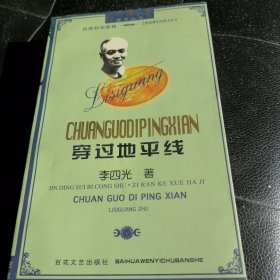 Lisiguang
CHUANGUODIPINGXIAN
穿过地平线
李四光 著
JIN DING SUI BI CONG SHU · ZI RAN KE XUE JIA JI
CHUAN GUO DI PING XIAN
LISIGUANG ZHU
百花文艺出版社 BAIHUAWENYICHUBANSHE